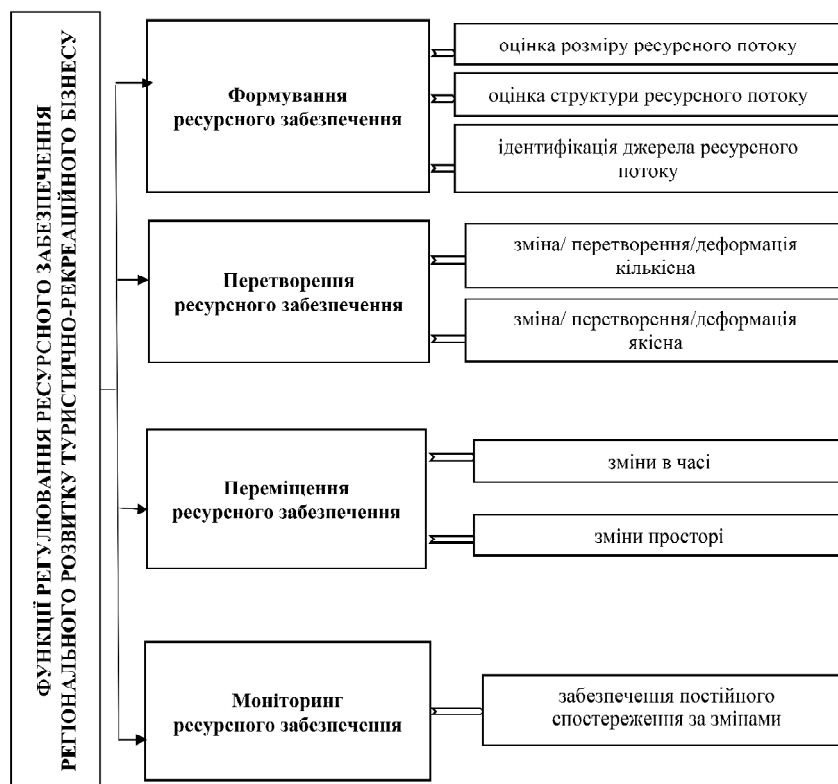 ФУНКЦІЇ РЕГУЛЮВАННЯ РЕСУРСНОГО ЗАБЕЗПЕЧЕННЯ
РЕГІОНАЛЬНОГО РОЗВИТКУ ТУРИСТИЧНО-РЕКРЕАЦІЙНОГО БІЗНЕСУ
Формування
ресурсного забезпечення
оцінка розміру ресурсного потоку
оцінка структури ресурсного потоку
ідентифікація джерела ресурсного
потоку
Перетворення
ресурсного забезпечення
зміна/ перетворення/деформація
кількісна
зміна/ перетворення/деформація
якісна
Переміщення
ресурсного забезпечення
зміни в часі
зміни просторі
Моніторинг
ресурсного забезпечення
забезпечення постійного
спостереження за змінами